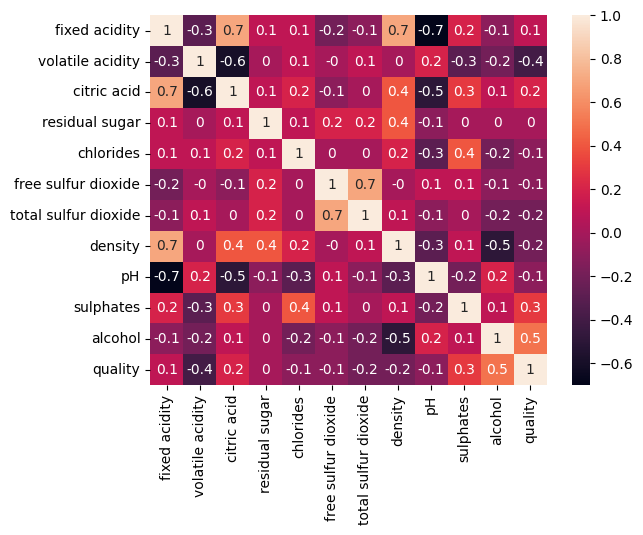 fixed acidity 1 -0.3 0.7 0.1 0.1 -0.2 -0.1 0.7 -0.7 0.2 -0.1 0.1
volatile acidity -0.3 1 -0.6 0 0.1 -0 0.1 0 0.2 -0.3 -0.2 -0.4
citric acid 0.7 -0.6 1 0.1 0.2 -0.1 0 0.4 -0.5 0.3 0.1 0.2
residual sugar 0.1 0 0.1 1 0.1 0.2 0.2 0.4 -0.1 0 0 0
chlorides 0.1 0.1 0.2 0.1 1 0 0 0.2 -0.3 0.4 -0.2 -0.1
free sulfur dioxide -0.2 -0 -0.1 0.2 0 1 0.7 -0 0.1 0.1 -0.1 -0.1
total sulfur dioxide -0.1 0.1 0 0.2 0 0.7 1 0.1 -0.1 0 -0.2 -0.2
density 0.7 0 0.4 0.4 0.2 -0 0.1 1 -0.3 0.1 -0.5 -0.2
pH -0.7 0.2 -0.5 -0.1 -0.3 0.1 -0.1 -0.3 1 -0.2 0.2 -0.1
sulphates 0.2 -0.3 0.3 0 0.4 0.1 0 0.1 -0.2 1 0.1 0.3
alcohol -0.1 -0.2 0.1 0 -0.2 -0.1 -0.2 -0.5 0.2 0.1 1 0.5
quality 0.1 -0.4 0.2 0 -0.1 -0.1 -0.2 -0.2 -0.1 0.3 0.5 1
fixed acidity
volatile acidity
citric acid
residual sugar
chlorides
free sulfur dioxide
total sulfur dioxide
density
pH
sulphates
alcohol
quality
1.0
0.8
0.6
0.4
0.2
0.0
−0.2
−0.4
−0.6